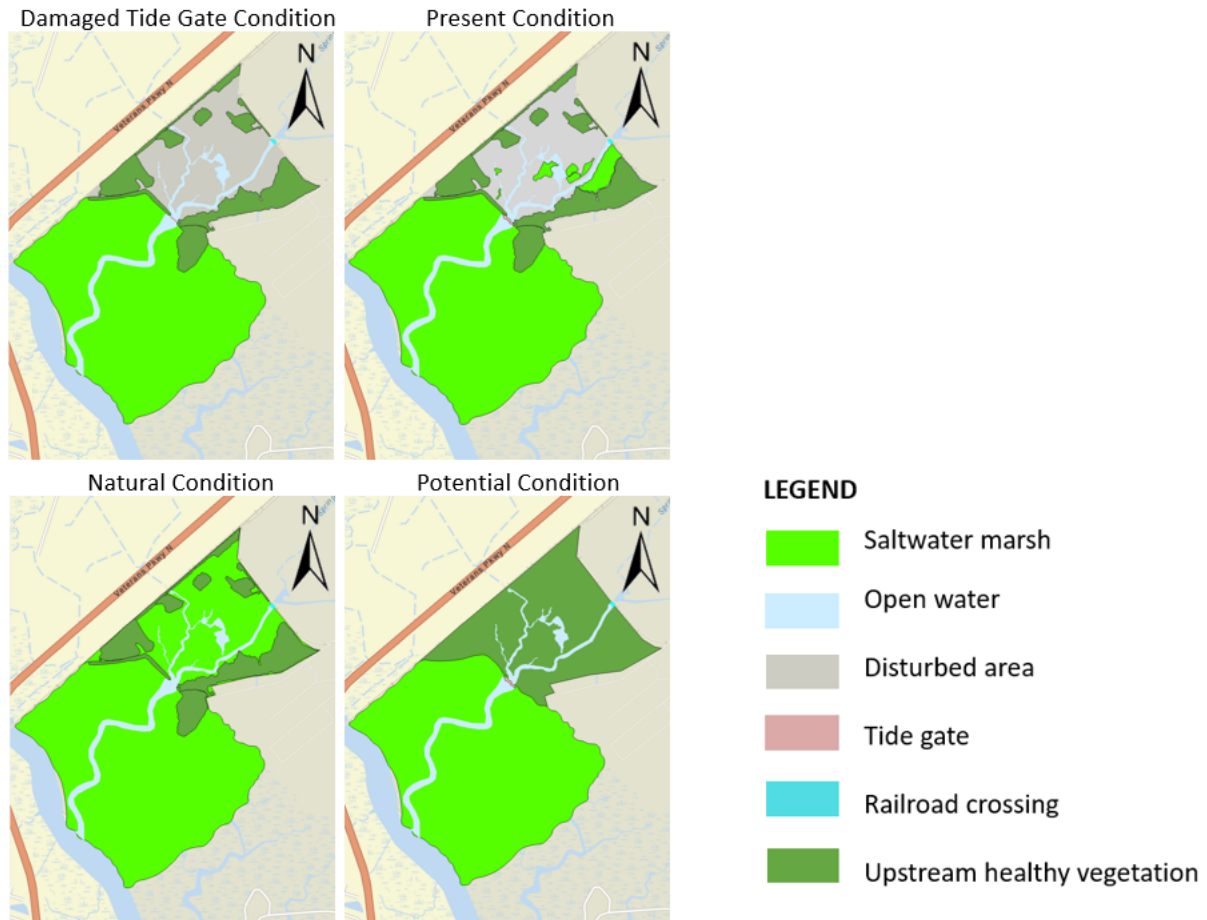 Damaged Tide Gate Condition
Present Condition
N
N
Veterans Pkwy N
Veterans Pkwy N
Natural Condition
Potential Condition
N
N
Veterans Pkwy N
Veterans Pkwy N
LEGEND
Saltwater marsh
Open water
Disturbed area
Tide gate
Railroad crossing
Upstream healthy vegetation